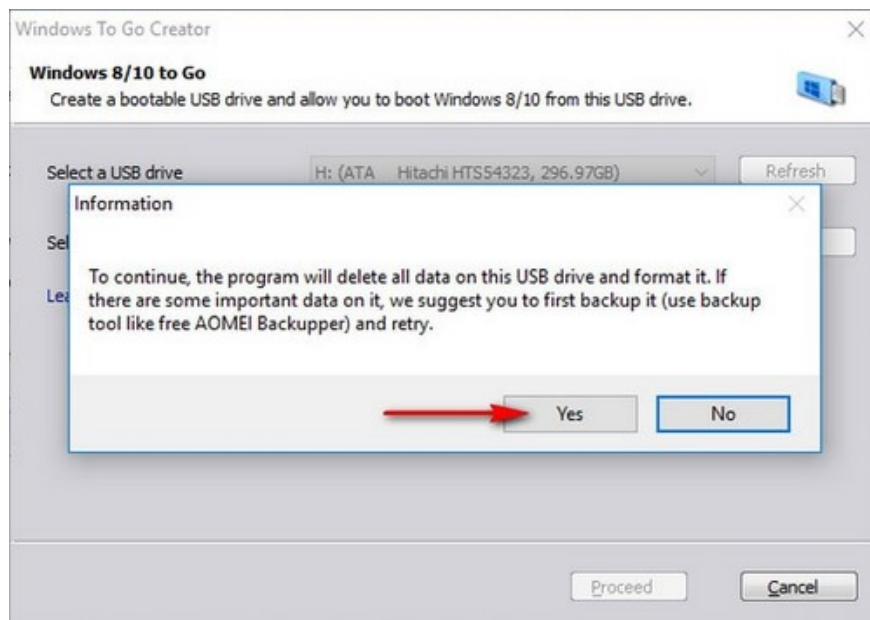 Windows To Go Creator
Windows 8/10 to Go
Create a bootable USB drive and allow you to boot Windows 8/10 from this USB drive.
Select a USB drive H: (ATA Hitachi HTS54323, 296.97GB) Refresh
Information
Sel
To continue, the program will delete all data on this USB drive and format it. If
Lea
there are some important data on it, we suggest you to first backup it (use backup
tool like free AOMEI Backupper) and retry.
Yes No
Proceed Cancel